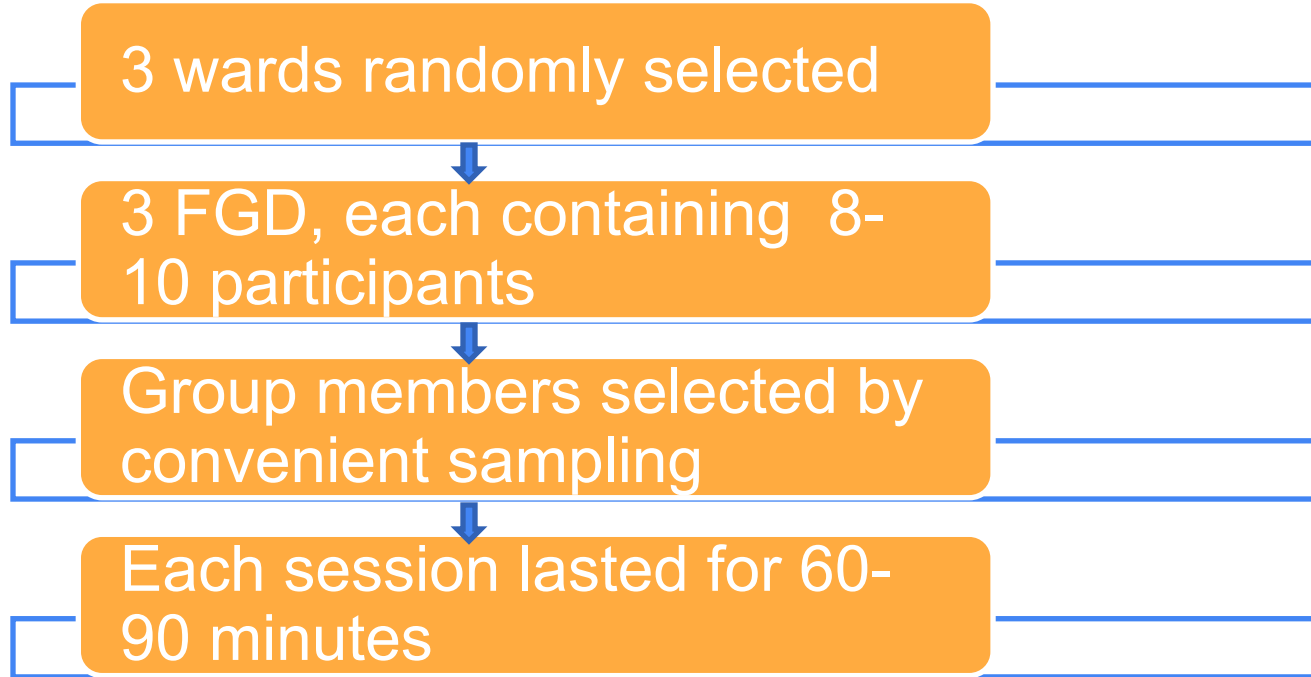 3 wards randomly selected
3 FGD, each containing  8-
10 participants
Group members selected by
convenient sampling
Each session lasted for 60-
90 minutes